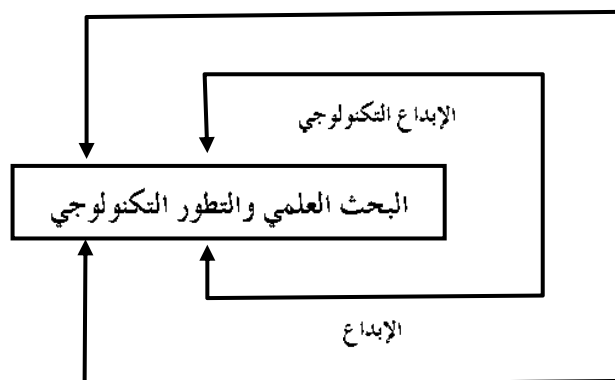 الإبداع التكنولوجي
البحث العلمي والتطور التكنولوجي
الإبداع